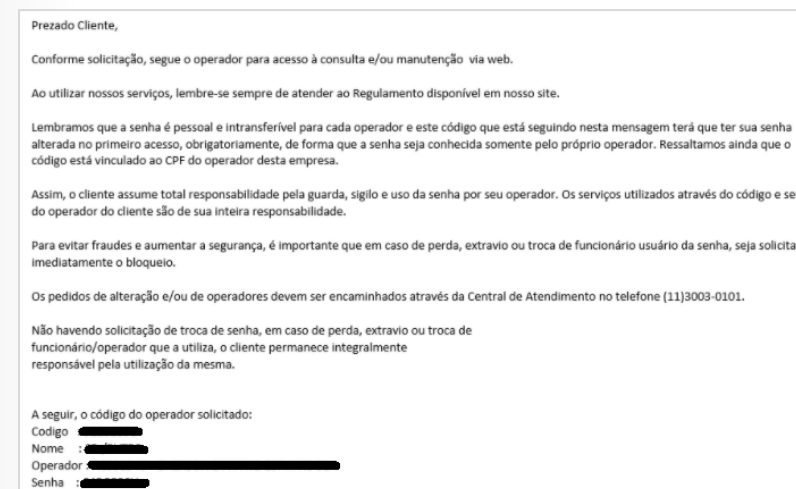 Prezado Cliente,
Conforme solicitação, segue o operador para acesso à consulta e/ou manutenção via web.
Ao utilizar nossos serviços, lembre-se sempre de atender ao Regulamento disponível em nosso site.
Lembramos que a senha é pessoal e intransferível para cada operador e este código que está seguindo nesta mensagem terá que ter sua senha
alterada no primeiro acesso, obrigatoriamente, de forma que a senha seja conhecida somente pelo próprio operador. Ressaltamos ainda que o
código está vinculado ao CPF do operador desta empresa.
Assim, o cliente assume total responsabilidade pela guarda, sigilo e uso da senha por seu operador. Os serviços utilizados através do código e se
do operador do cliente são de sua inteira responsabilidade.
Para evitar fraudes e aumentar a segurança, é importante que em caso de perda, extravio ou troca de funcionário usuário da senha, seja solicita
imediatamente o bloqueio.
Os pedidos de alteração e/ou de operadores devem ser encaminhados através da Central de Atendimento no telefone (11)3003-0101.
Não havendo solicitação de troca de senha, em caso de perda, extravio ou troca de
funcionário/operador que a utiliza, o cliente permanece integralmente
responsável pela utilização da mesma.
A seguir, o código do operador solicitado:
Codigo
Nome :
Operador :
Senha :